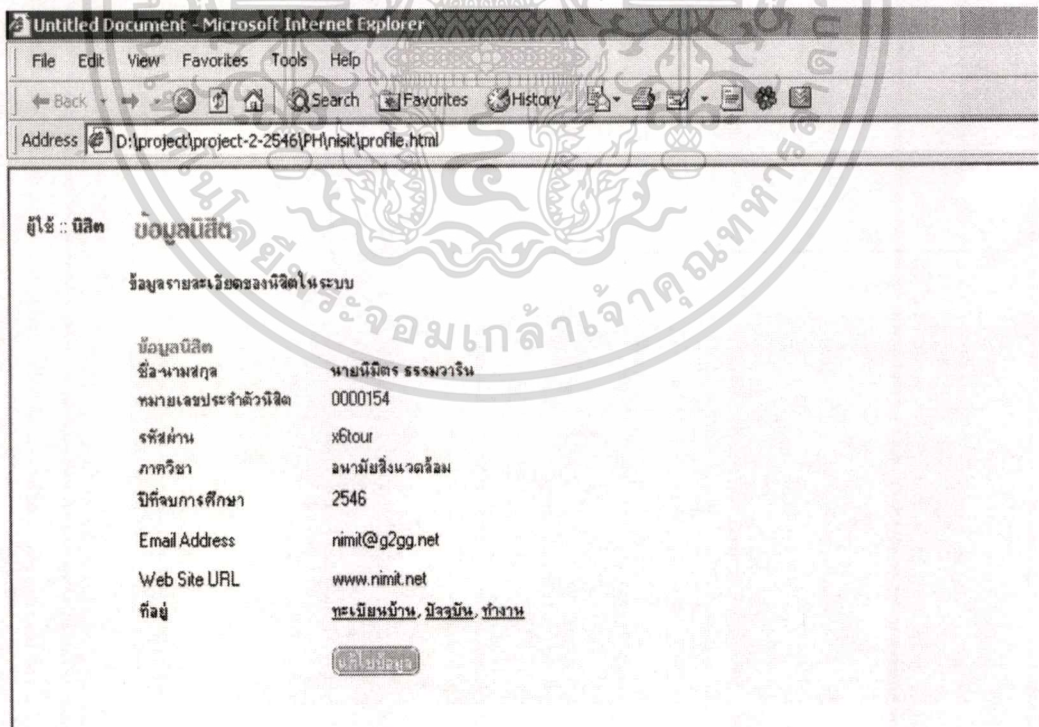 Untitled Document - Microsoft Internet Explorer
File Edit View Favorites Tools Help
Back Search Favorites History
Address D:\project\project-2-2546\PH\nisit\profile.html
ผู้ใช้ :: นิสิต
ข้อมูลนิสิต
ข้อมูลรายละเอียดของนิสิตในระบบ
ข้อมูลนิสิต
ชื่อ-นามสกุล นายนิมิตร ธรรมวาริน
หมายเลขประจำตัวนิสิต 0000154
รหัสผ่าน x6tour
ภาควิชา อนามัยสิ่งแวดล้อม
ปีที่จบการศึกษา 2546
Email Address nimit@g2gg.net
Web Site URL www.nimit.net
ที่อยู่ ทะเบียนบ้าน, ปัจจุบัน, ทำงาน
แก้ไขข้อมูล